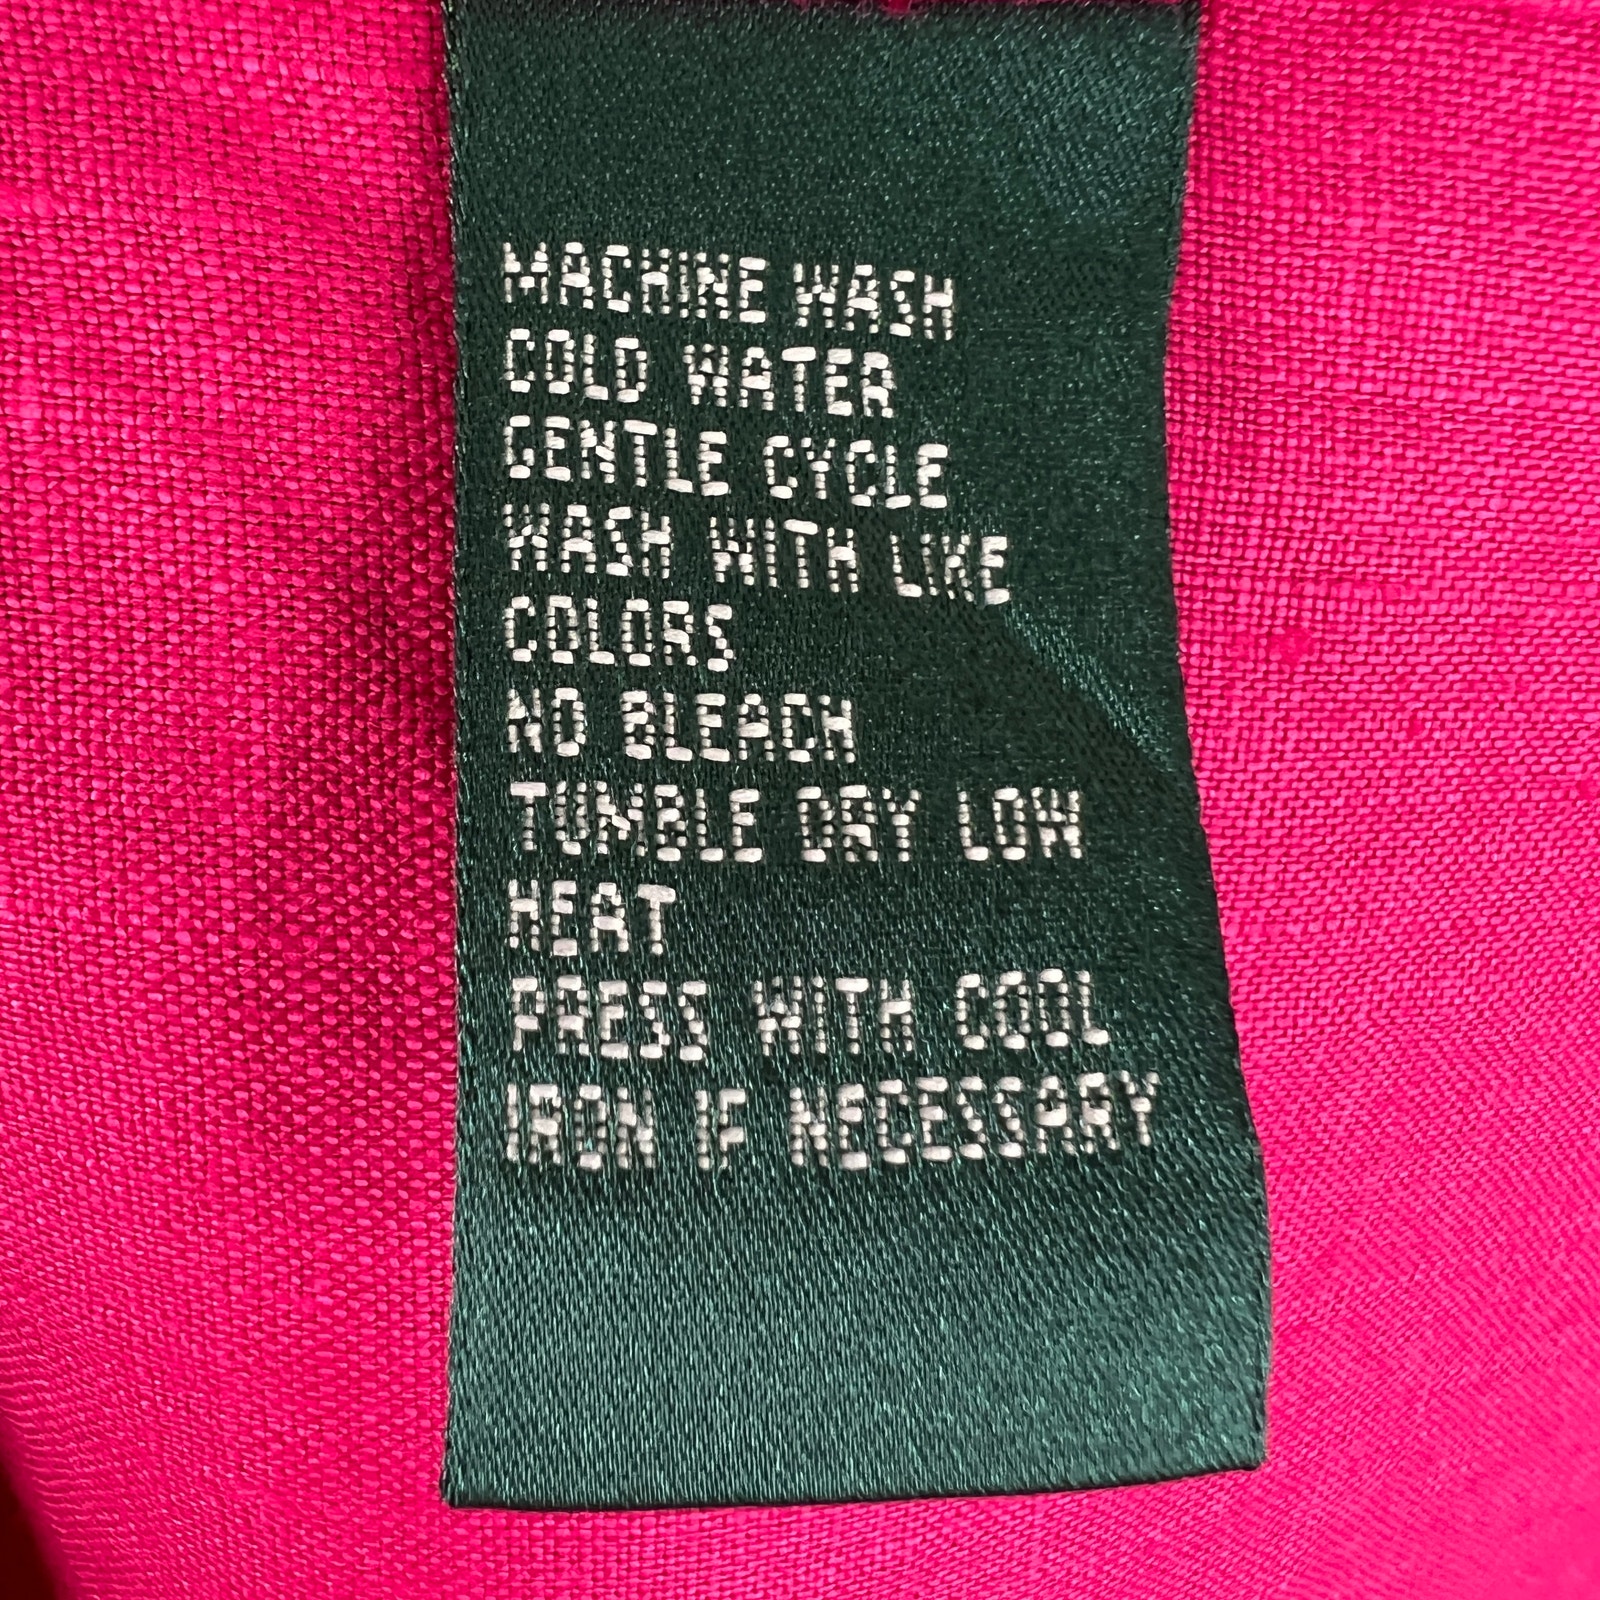 MACHINE WASH
COLD WATER
GENTLE CYCLE
WASH WITH LIKE
COLORS
NO BLEACH
TUMBLE DRY LOW
HEAT
PRESS WITH COOL
IRON IF NECESSARY